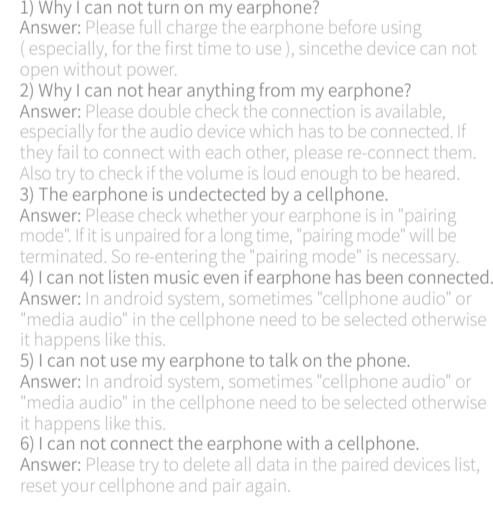 1) Why I can not turn on my earphone?
Answer: Please full charge the earphone before using
( especially, for the first time to use ), sincethe device can not
open without power.
2) Why I can not hear anything from my earphone?
Answer: Please double check the connection is available,
especially for the audio device which has to be connected. If
they fail to connect with each other, please re-connect them.
Also try to check if the volume is loud enough to be heared.
3) The earphone is undectected by a cellphone.
Answer: Please check whether your earphone is in "pairing
mode". If it is unpaired for a long time, "pairing mode" will be
terminated. So re-entering the "pairing mode" is necessary.
4) I can not listen music even if earphone has been connected.
Answer: In android system, sometimes "cellphone audio" or
"media audio" in the cellphone need to be selected otherwise
it happens like this.
5) I can not use my earphone to talk on the phone.
Answer: In android system, sometimes "cellphone audio" or
"media audio" in the cellphone need to be selected otherwise
it happens like this.
6) I can not connect the earphone with a cellphone.
Answer: Please try to delete all data in the paired devices list,
reset your cellphone and pair again.